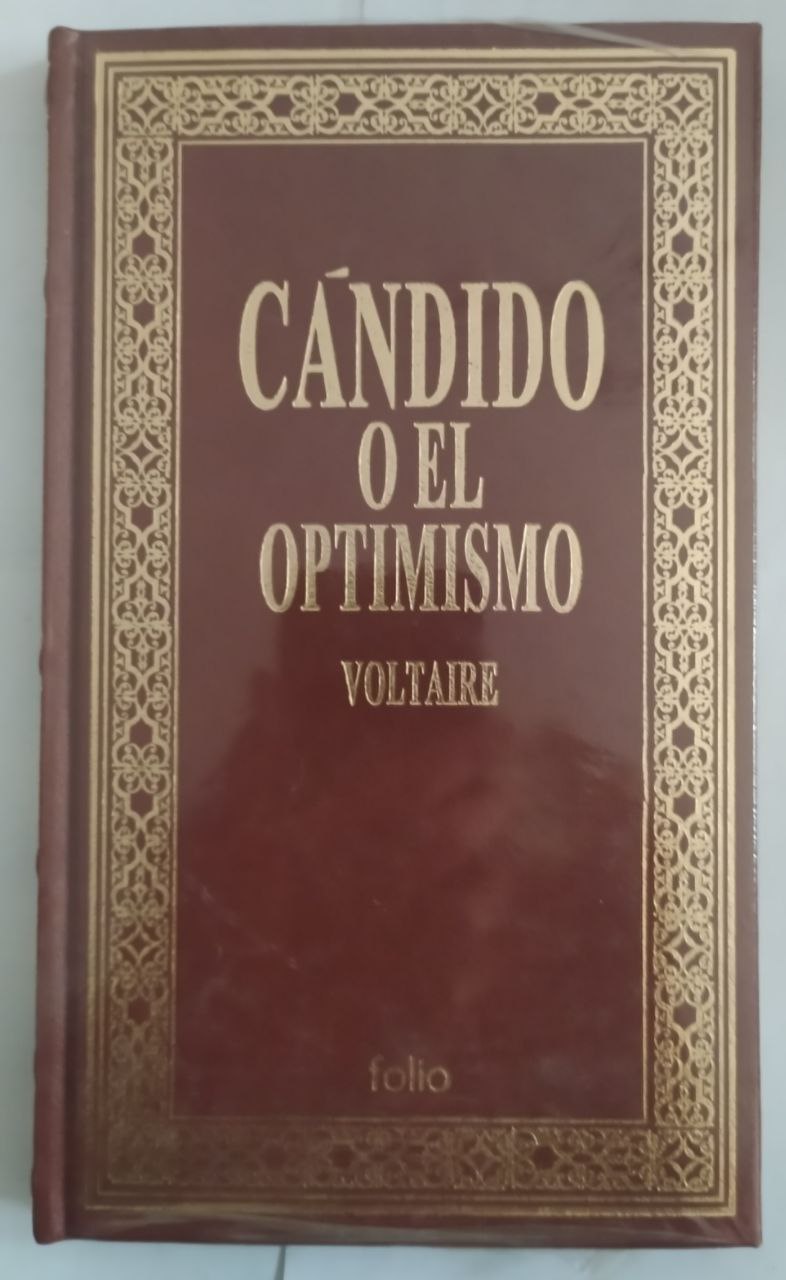 CÁNDIDO
O EL
OPTIMISMO
VOLTAIRE
folio